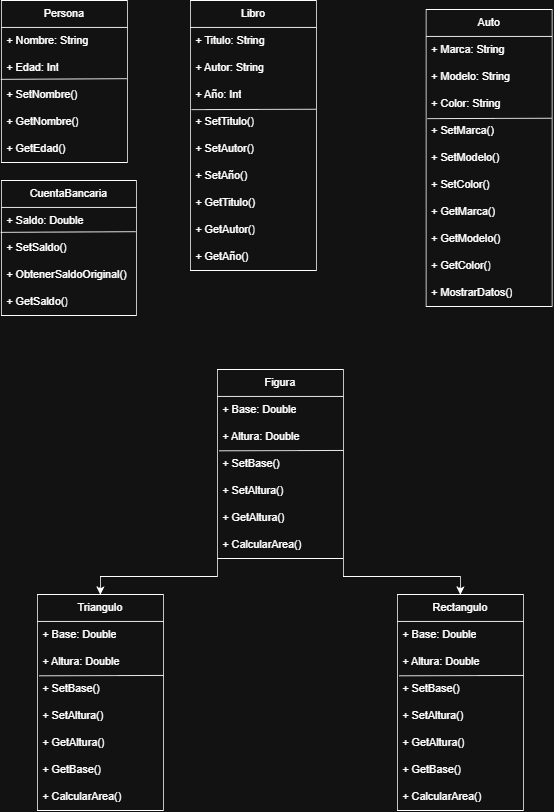 Persona
+ Nombre: String
+ Edad: Int
+ SetNombre()
+ GetNombre()
+ GetEdad()
CuentaBancaria
+ Saldo: Double
+ SetSaldo()
+ ObtenerSaldoOriginal()
+ GetSaldo()
Libro
+ Titulo: String
+ Autor: String
+ Año: Int
+ SetTitulo()
+ SetAutor()
+ SetAño()
+ GetTitulo()
+ GetAutor()
+ GetAño()
Auto
+ Marca: String
+ Modelo: String
+ Color: String
+ SetMarca()
+ SetModelo()
+ SetColor()
+ GetMarca()
+ GetModelo()
+ GetColor()
+ MostrarDatos()
Figura
+ Base: Double
+ Altura: Double
+ SetBase()
+ SetAltura()
+ GetAltura()
+ CalcularArea()
Triangulo
+ Base: Double
+ Altura: Double
+ SetBase()
+ SetAltura()
+ GetAltura()
+ GetBase()
+ CalcularArea()
Rectangulo
+ Base: Double
+ Altura: Double
+ SetBase()
+ SetAltura()
+ GetAltura()
+ GetBase()
+ CalcularArea()